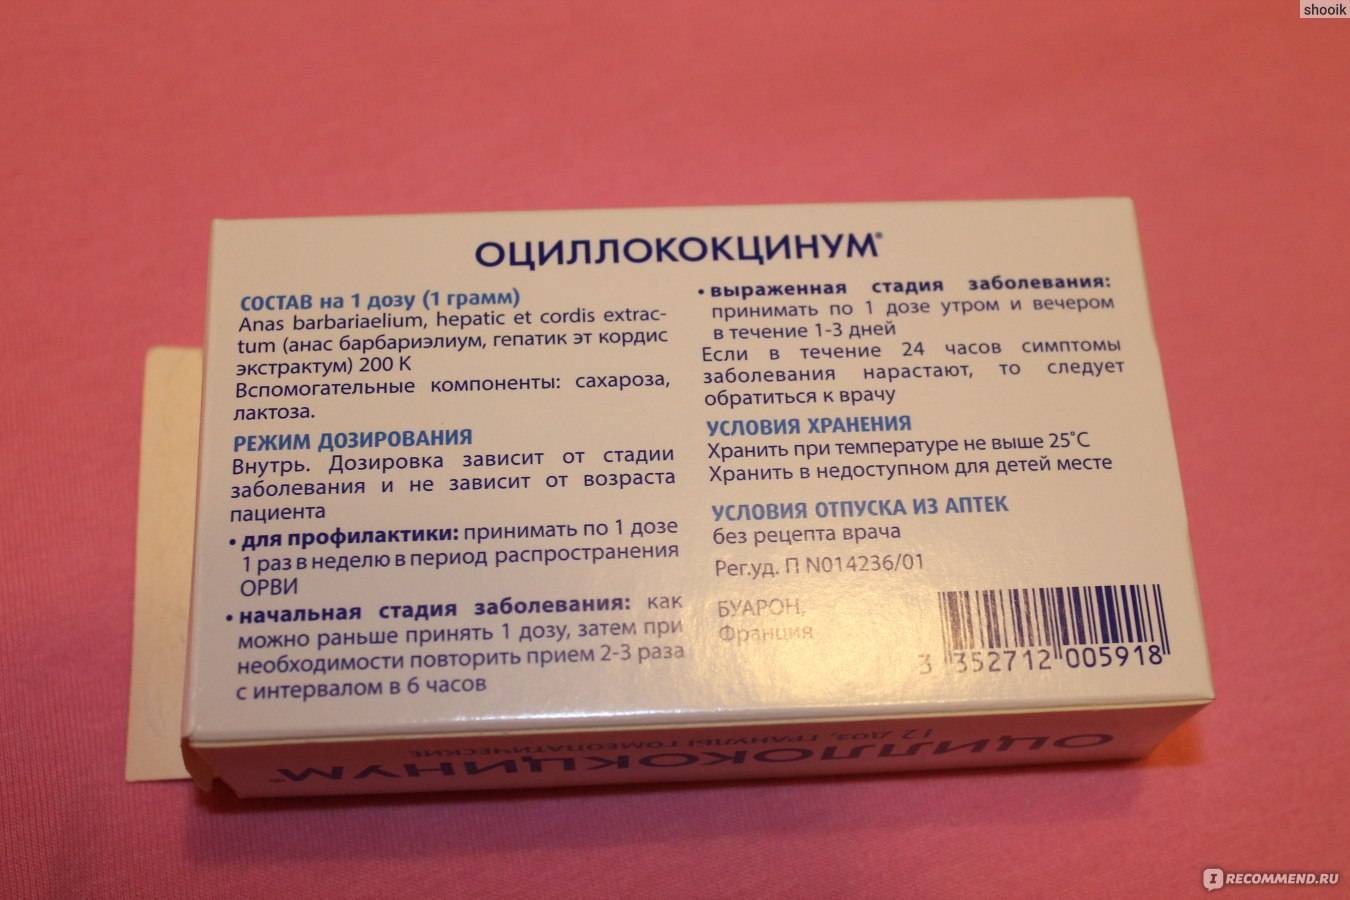 shooik
ОЦИЛЛОКОКЦИНУМ®
СОСТАВ на 1 дозу (1 грамм)
Anas barbariaelium, hepatic et cordis extrac-
tum (анас барбариэлиум, гепатик эт кордис
экстрактум) 200 К
Вспомогательные компоненты: сахароза,
лактоза.
РЕЖИМ ДОЗИРОВАНИЯ
Внутрь. Дозировка зависит от стадии
заболевания и не зависит от возраста
пациента
• для профилактики: принимать по 1 дозе
1 раз в неделю в период распространения
ОРВИ
• начальная стадия заболевания: как
можно раньше принять 1 дозу, затем при
необходимости повторить прием 2-3 раза
с интервалом в 6 часов
• выраженная стадия заболевания:
принимать по 1 дозе утром и вечером
в течение 1-3 дней
Если в течение 24 часов симптомы
заболевания нарастают, то следует
обратиться к врачу
УСЛОВИЯ ХРАНЕНИЯ
Хранить при температуре не выше 25˚С
Хранить в недоступном для детей месте
УСЛОВИЯ ОТПУСКА ИЗ АПТЕК
без рецепта врача
Рег.уд. П N014236/01
БУАРОН,
Франция
3 352712 005918
ОЦИЛЛОКОКЦИНУМ
12 ДОЗ, ГРАНУЛЫ ГОМЕОПАТИЧЕСКИЕ
IRECOMMEND.RU